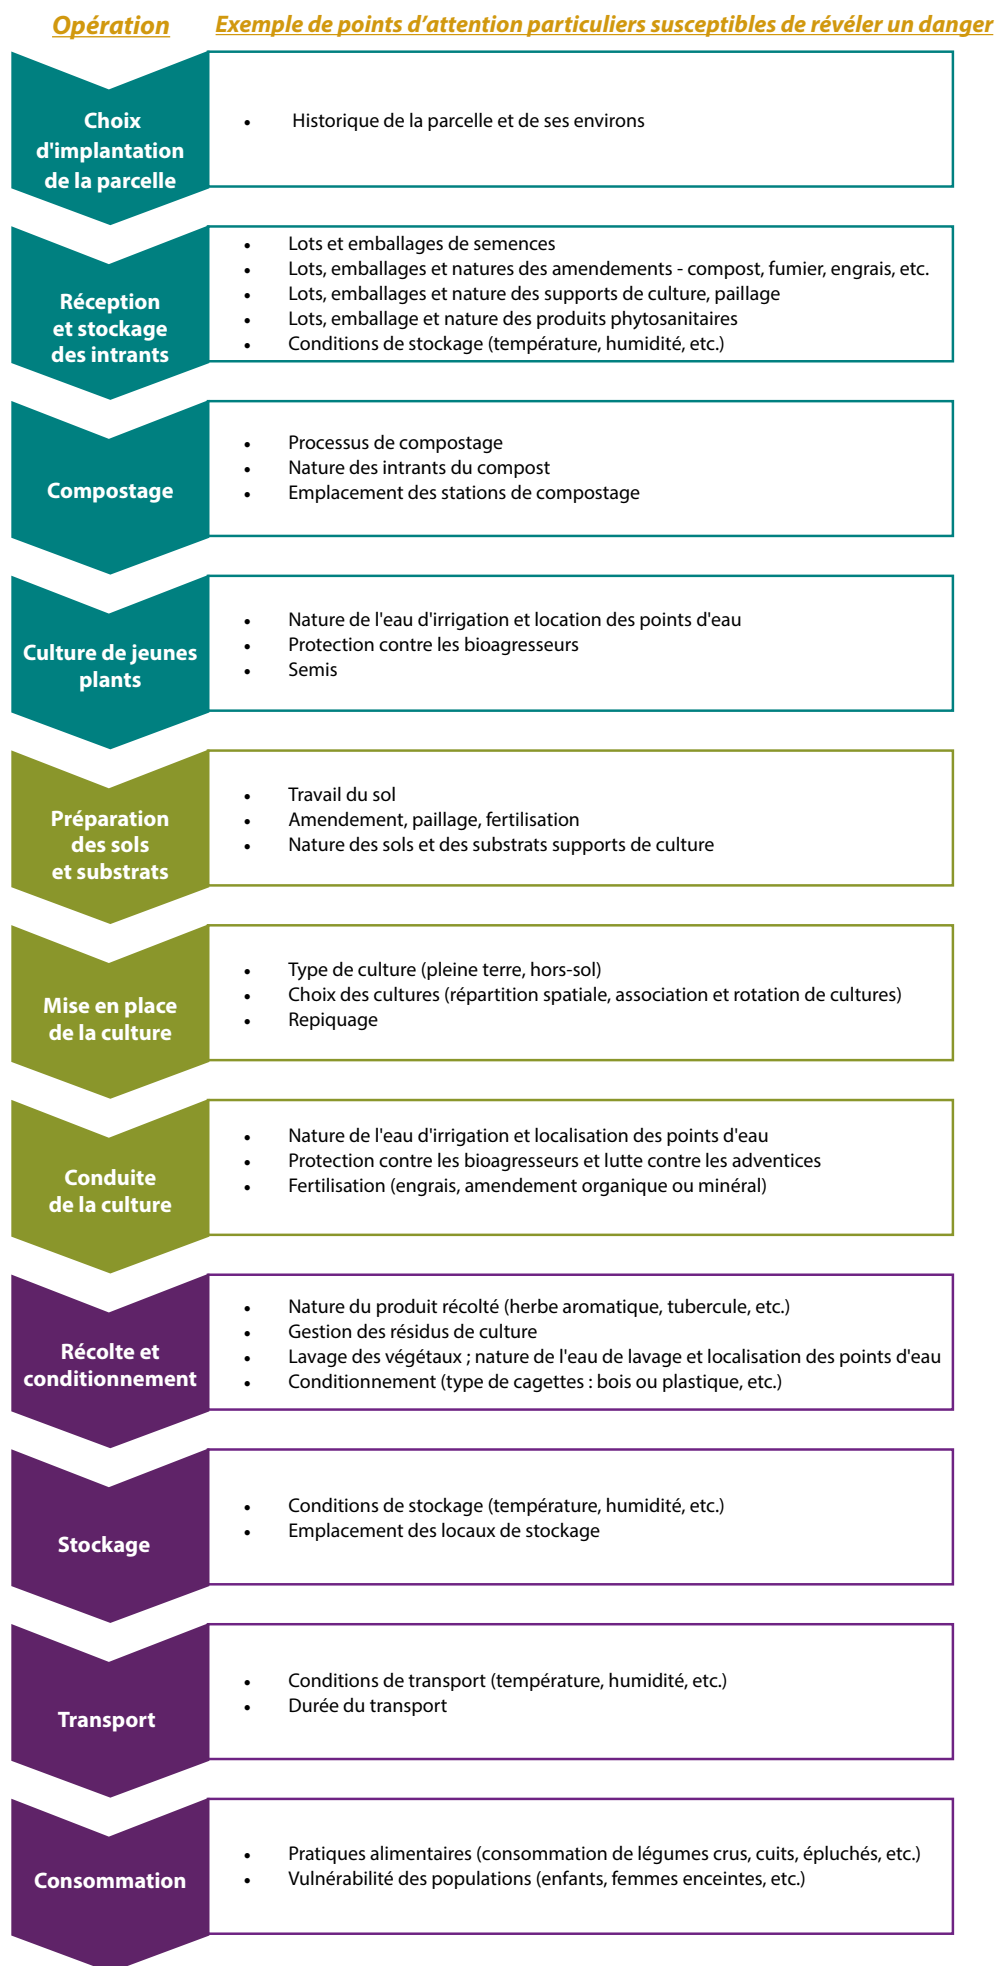 Opération
Exemple de points d'attention particuliers susceptibles de révéler un danger
Choix
d'implantation
de la parcelle
• Historique de la parcelle et de ses environs
Réception
et stockage
des intrants
• Lots et emballages de semences
• Lots, emballages et natures des amendements - compost, fumier, engrais, etc.
• Lots, emballages et nature des supports de culture, paillage
• Lots, emballage et nature des produits phytosanitaires
• Conditions de stockage (température, humidité, etc.)
Compostage
• Processus de compostage
• Nature des intrants du compost
• Emplacement des stations de compostage
Culture de jeunes
plants
• Nature de l'eau d'irrigation et location des points d'eau
• Protection contre les bioagresseurs
• Semis
Préparation
des sols
et substrats
• Travail du sol
• Amendement, paillage, fertilisation
• Nature des sols et des substrats supports de culture
Mise en place
de la culture
• Type de culture (pleine terre, hors-sol)
• Choix des cultures (répartition spatiale, association et rotation de cultures)
• Repiquage
Conduite
de la culture
• Nature de l'eau d'irrigation et localisation des points d'eau
• Protection contre les bioagresseurs et lutte contre les adventices
• Fertilisation (engrais, amendement organique ou minéral)
Récolte et
conditionnement
• Nature du produit récolté (herbe aromatique, tubercule, etc.)
• Gestion des résidus de culture
• Lavage des végétaux ; nature de l'eau de lavage et localisation des points d'eau
• Conditionnement (type de cagettes : bois ou plastique, etc.)
Stockage
• Conditions de stockage (température, humidité, etc.)
• Emplacement des locaux de stockage
Transport
• Conditions de transport (température, humidité, etc.)
• Durée du transport
Consommation
• Pratiques alimentaires (consommation de légumes crus, cuits, épluchés, etc.)
• Vulnérabilité des populations (enfants, femmes enceintes, etc.)